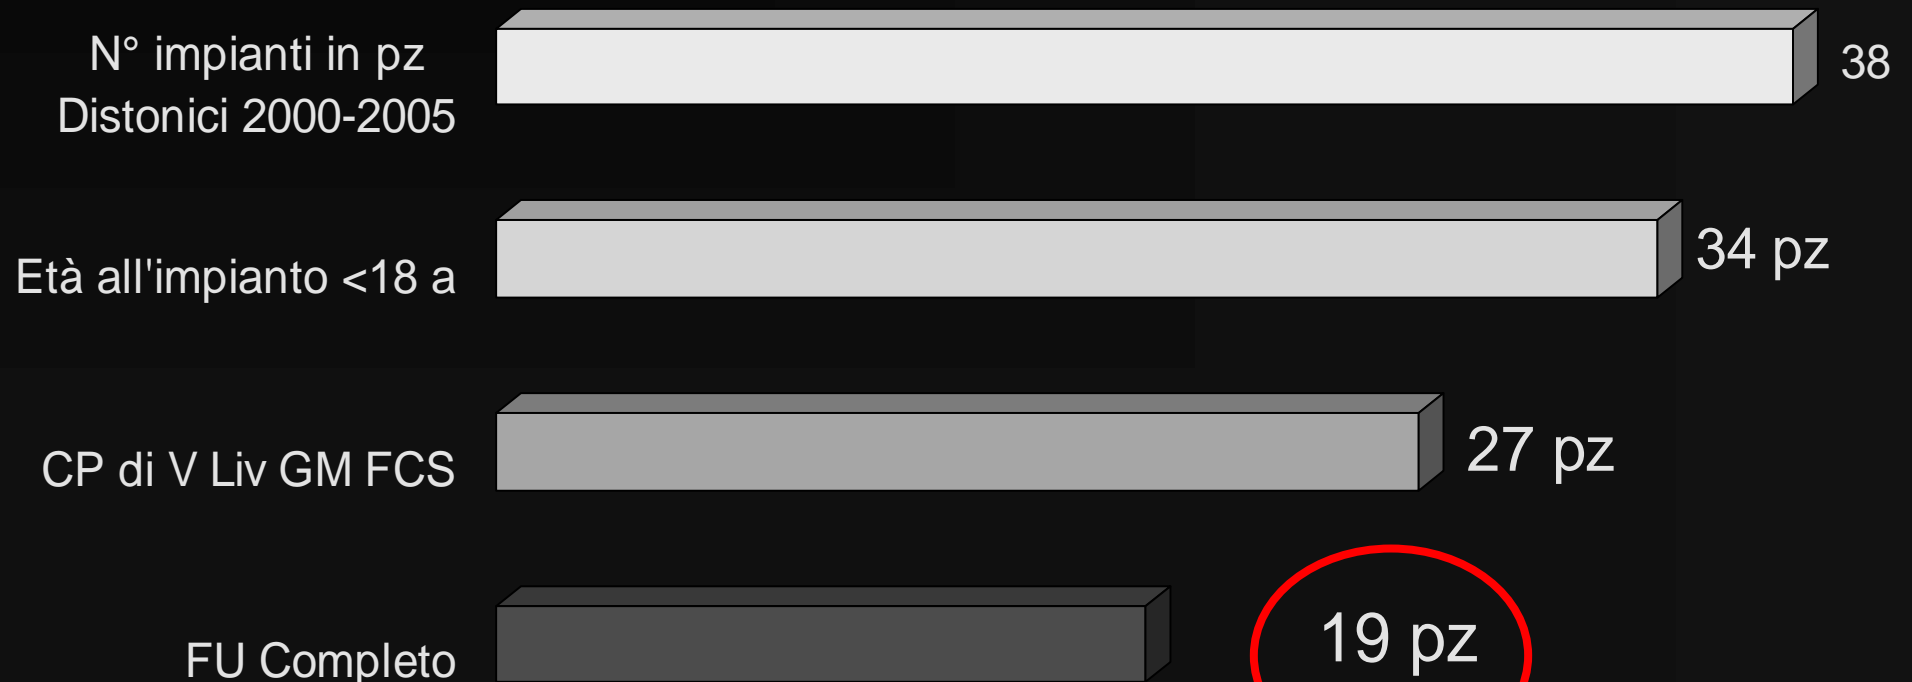 N° impianti in pz
Distonici 2000-2005
38
Età all'impianto <18 a
34 pz
CP di V Liv GM FCS
27 pz
FU Completo
19 pz